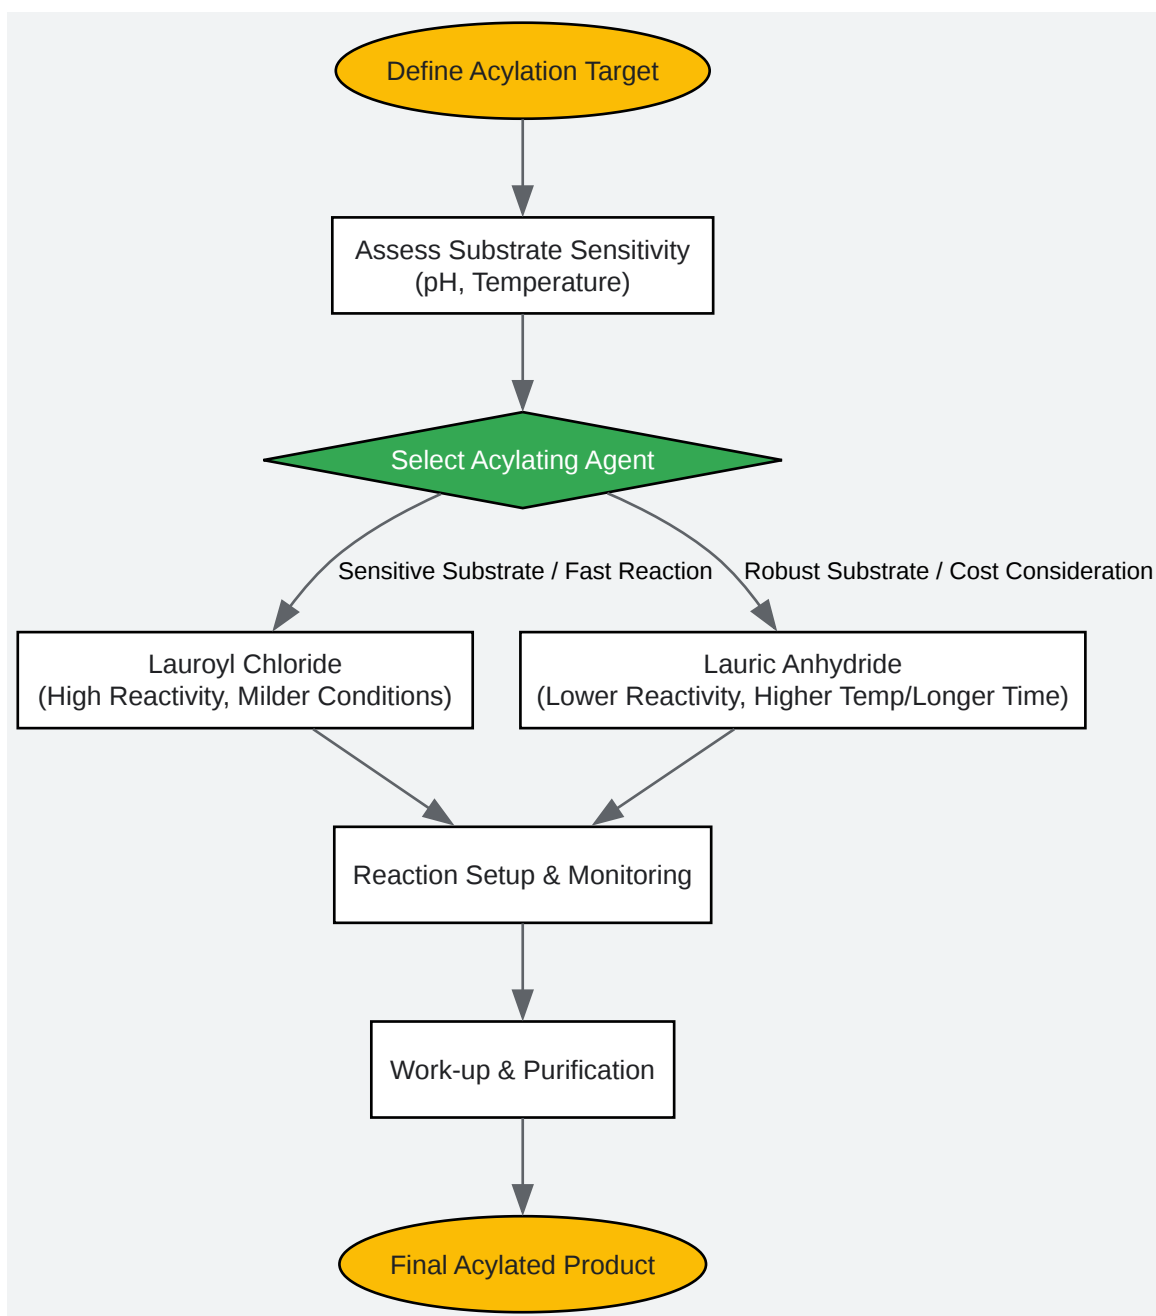 Define Acylation Target
Assess Substrate Sensitivity
(pH, Temperature)
Select Acylating Agent
Sensitive Substrate / Fast Reaction
Robust Substrate / Cost Consideration
Lauroyl Chloride
(High Reactivity, Milder Conditions)
Lauric Anhydride
(Lower Reactivity, Higher Temp/Longer Time)
Reaction Setup & Monitoring
Work-up & Purification
Final Acylated Product